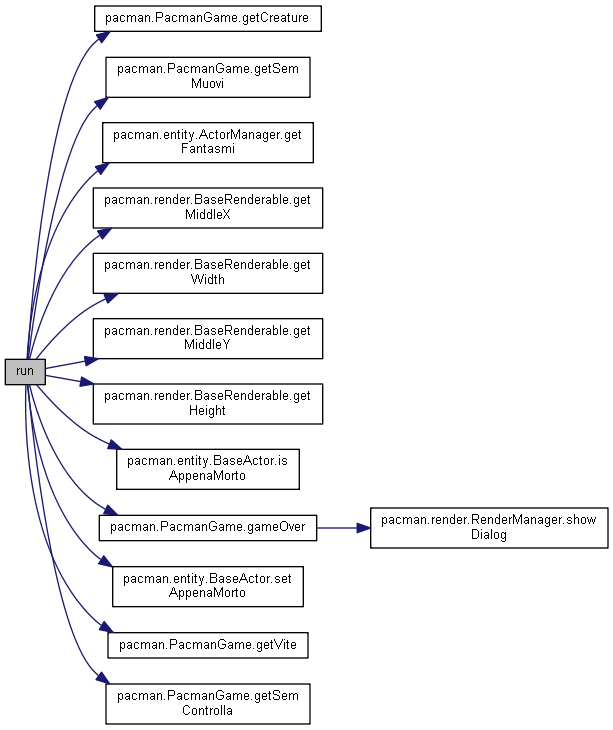 pacman.PacmanGame.getCreature
pacman.PacmanGame.getSem
Muovi
pacman.entity.ActorManager.get
Fantasmi
pacman.render.BaseRenderable.get
MiddleX
pacman.render.BaseRenderable.get
Width
pacman.render.BaseRenderable.get
MiddleY
run
pacman.render.BaseRenderable.get
Height
pacman.entity.BaseActor.is
AppenaMorto
pacman.PacmanGame.gameOver
pacman.render.RenderManager.show
Dialog
pacman.entity.BaseActor.set
AppenaMorto
pacman.PacmanGame.getVite
pacman.PacmanGame.getSem
Controlla